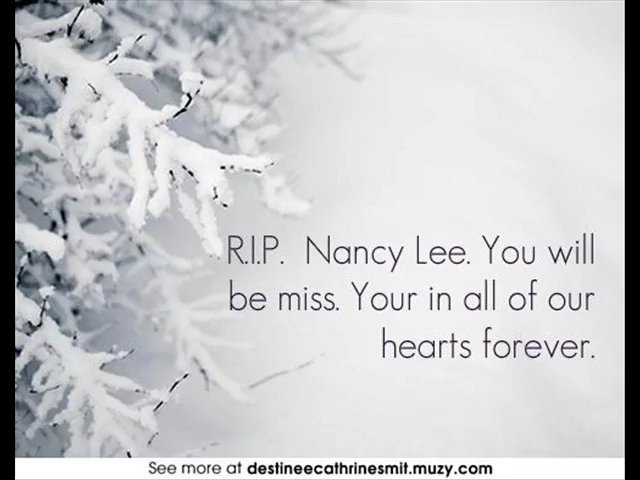 R.I.P. Nancy Lee. You will
be miss. Your in all of our
hearts forever.
See more at destineecathrinesmit.muzy.com